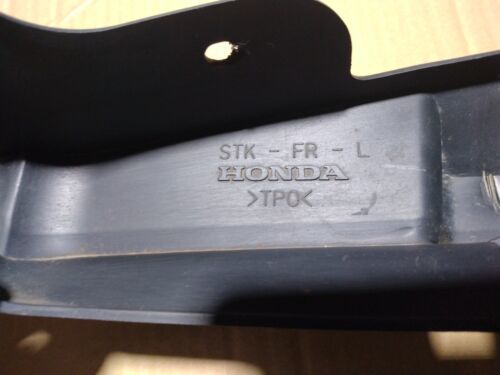 STK - FR - L
HONDA
>TPO<